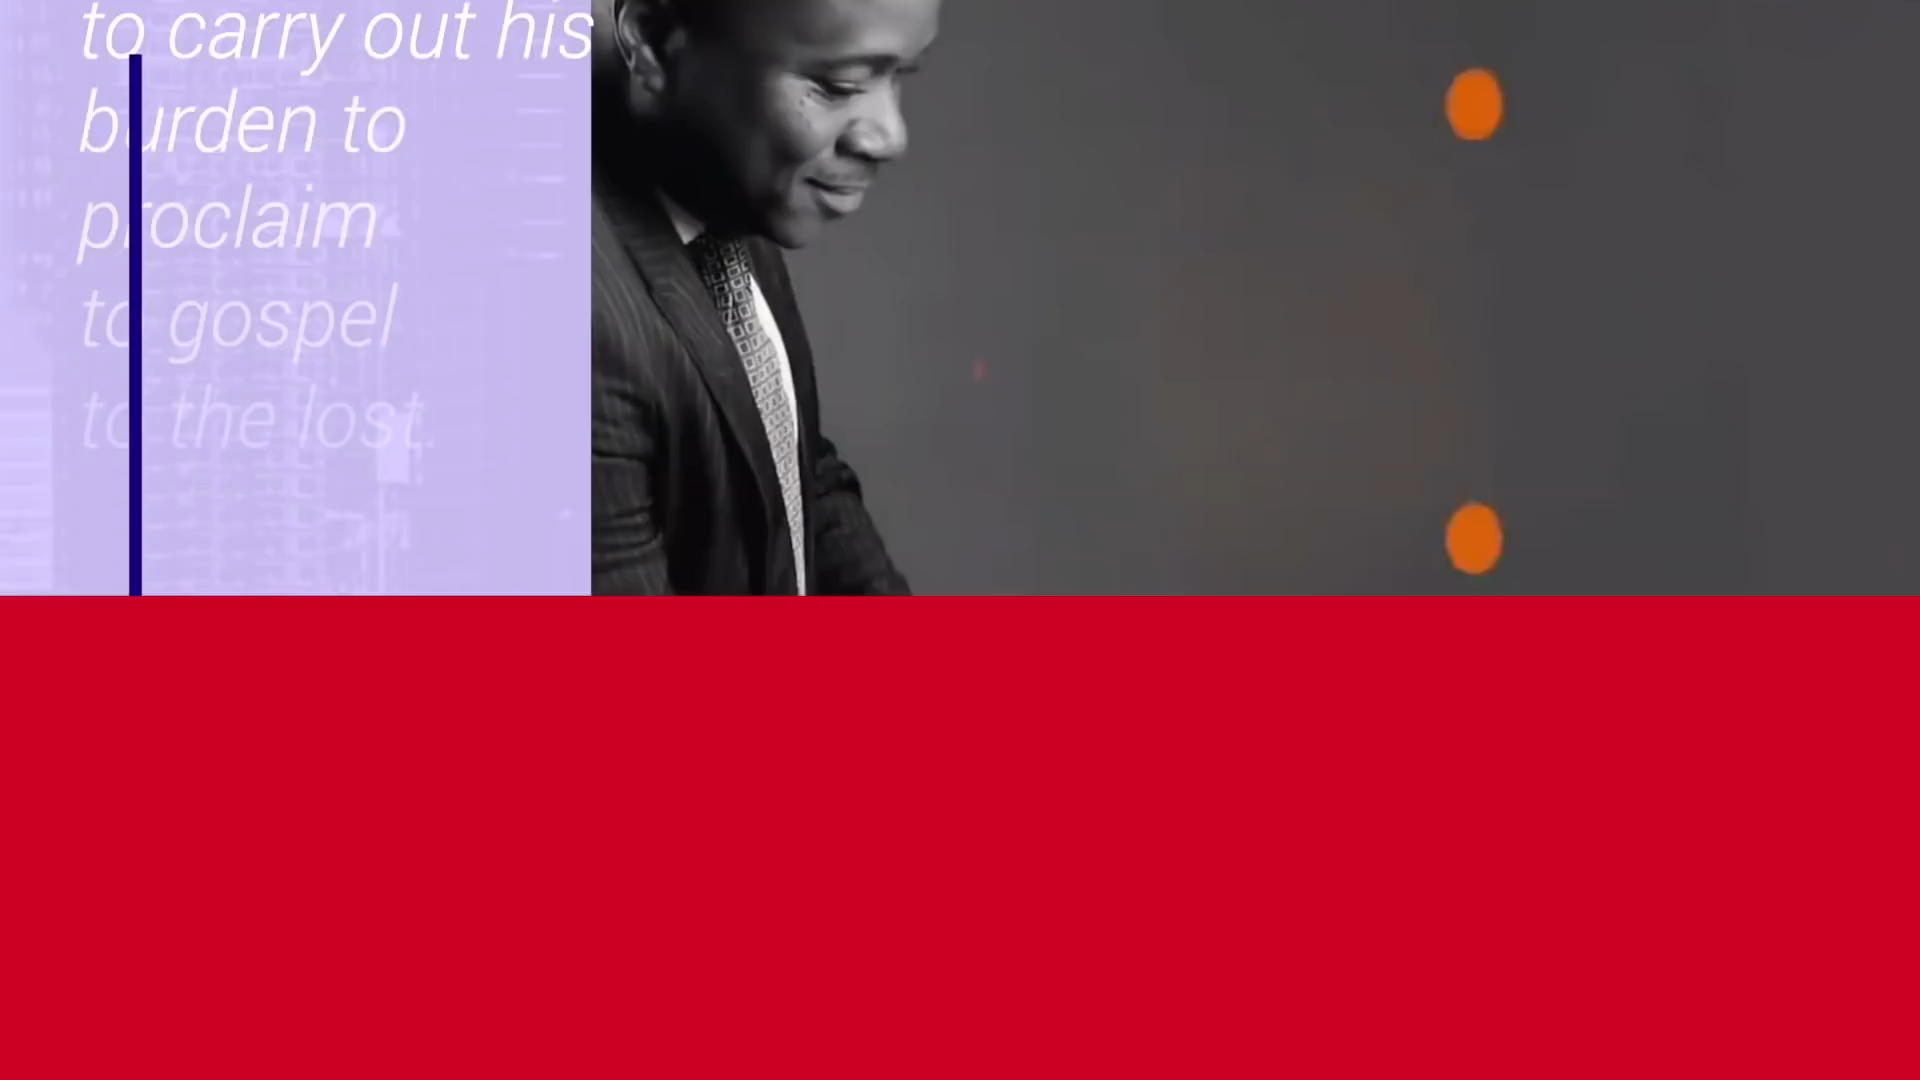 to carry out his
burden to
proclaim
to gospel
to the lost.